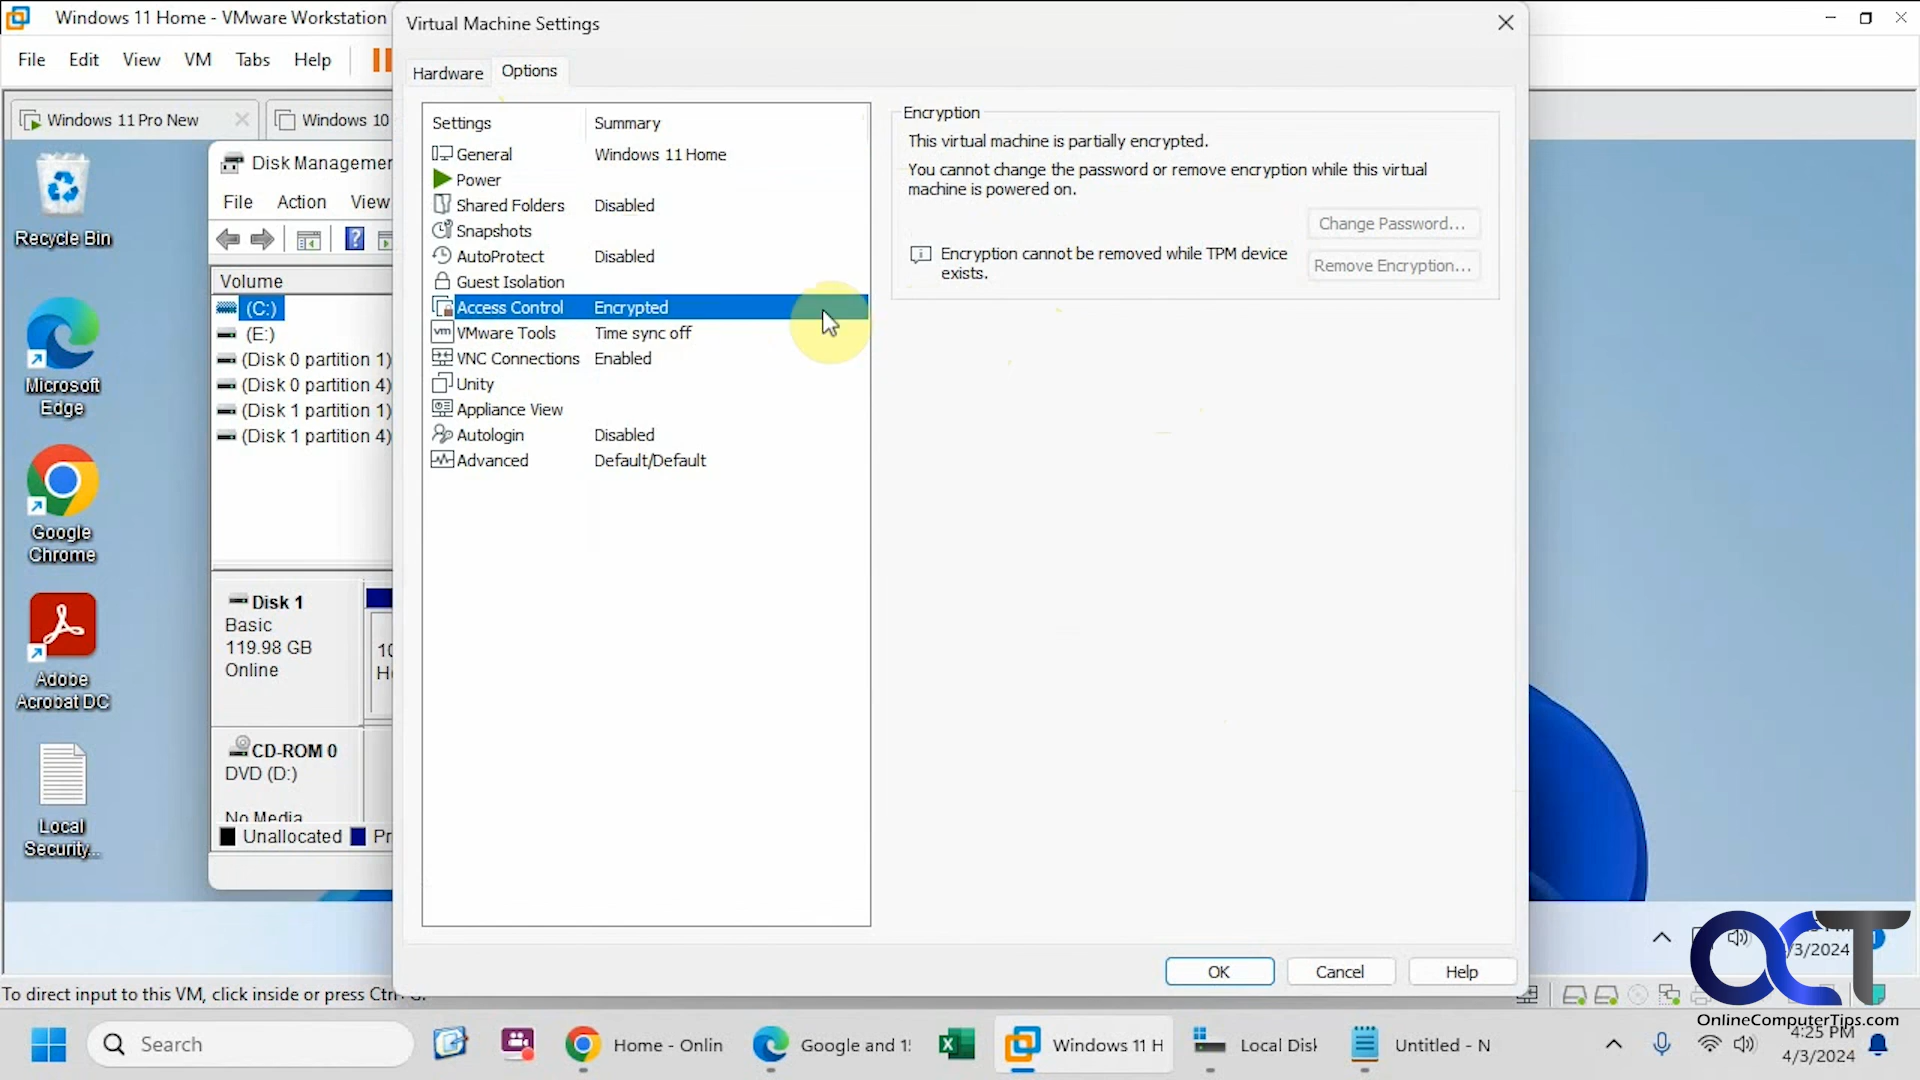 Windows 11 Home - VMware Workstation
Virtual Machine Settings
File Edit View VM Tabs Help
Hardware Options
Windows 11 Pro New
Windows 10
Recycle Bin
Disk Managemen
File Action View
Volume
(C:)
(E:)
(Disk 0 partition 1)
(Disk 0 partition 4)
(Disk 1 partition 1)
(Disk 1 partition 4)
Settings Summary
General Windows 11 Home
Power
Shared Folders Disabled
Snapshots
AutoProtect Disabled
Guest Isolation
Access Control Encrypted
VMware Tools Time sync off
VNC Connections Enabled
Unity
Appliance View
Autologin Disabled
Advanced Default/Default
Encryption
This virtual machine is partially encrypted.
You cannot change the password or remove encryption while this virtual
machine is powered on.
Change Password...
Encryption cannot be removed while TPM device
exists.
Remove Encryption...
Microsoft
Edge
Google
Chrome
Adobe
Acrobat DC
Local
Security...
Disk 1
Basic
119.98 GB
Online
10
H
CD-ROM 0
DVD (D:)
No Media
Unallocated Pr
OK Cancel Help
/3/2024
To direct input to this VM, click inside or press Ctr
OCT
OnlineComputerTips.com
Search
Home - Onlin
Google and 1
Windows 11 H
Local Disk
Untitled - N
4:25 PM
4/3/2024